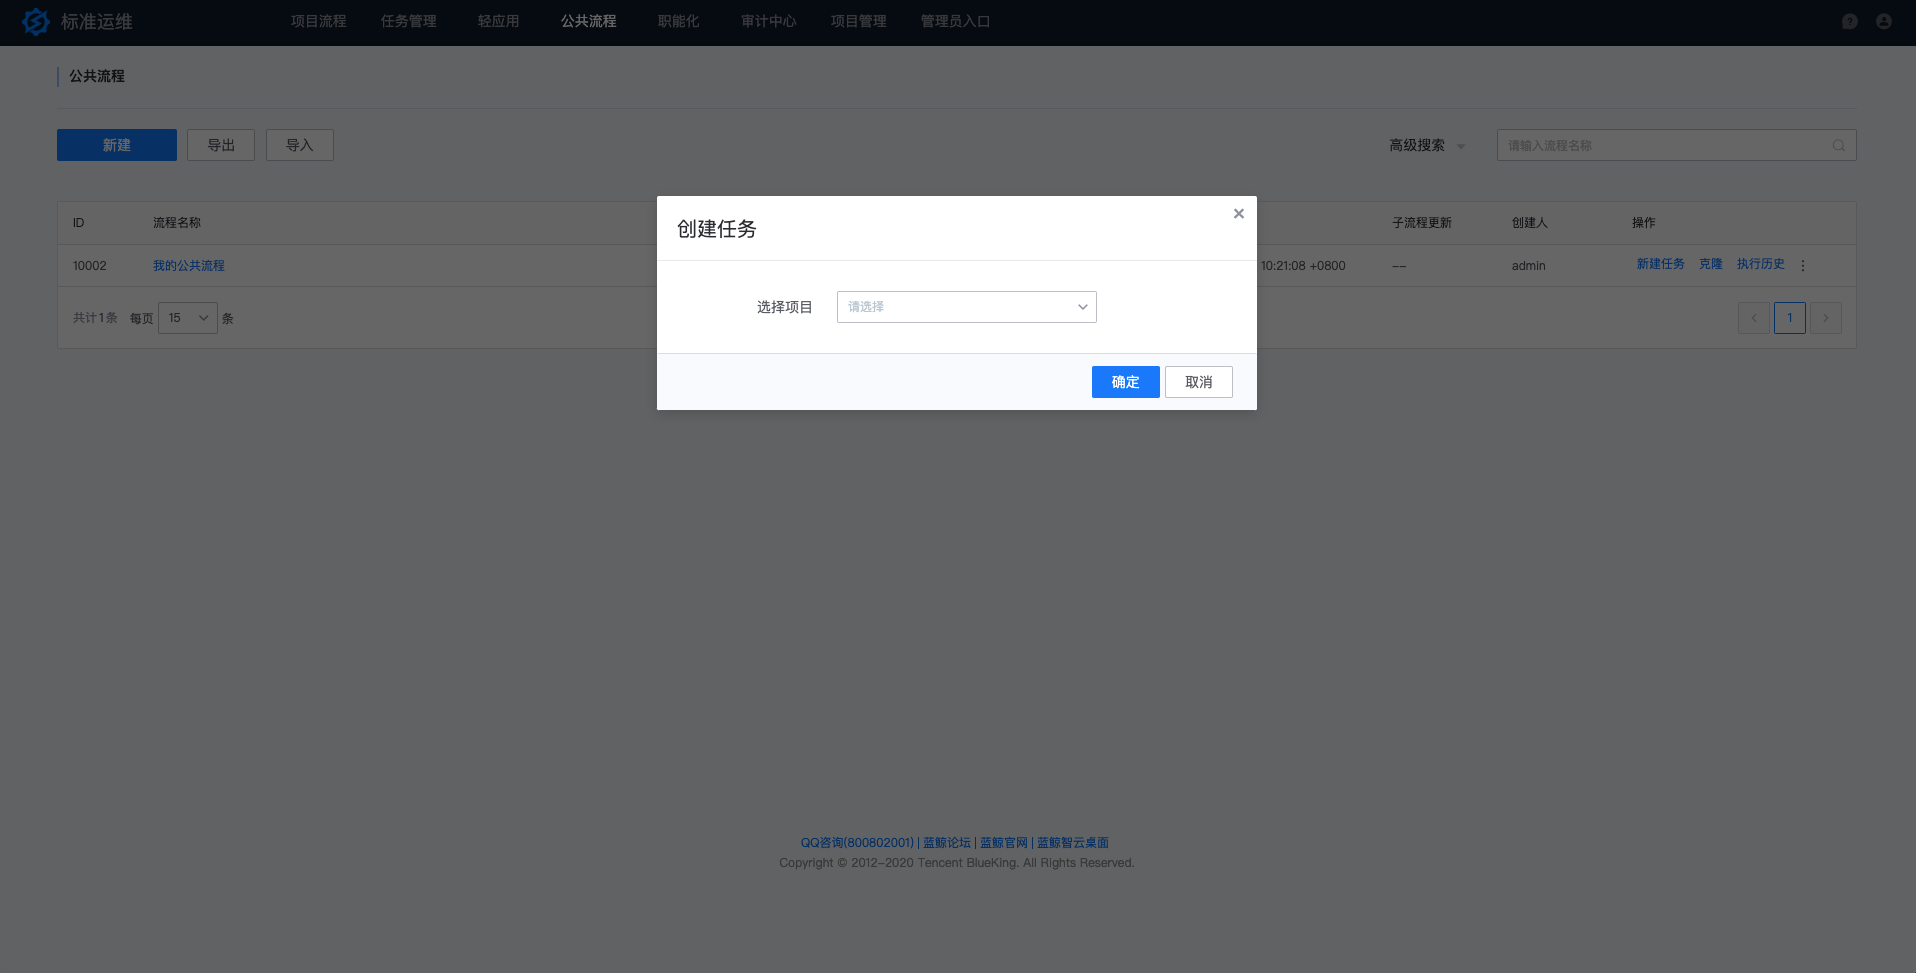 标准运维 项目流程 任务管理 轻应用 公共流程 职能化 审计中心 项目管理 管理员入口
公共流程
新建 导出 导入 高级搜索 请输入流程名称
创建任务
ID 流程名称 子流程更新 创建人 操作
10002 我的公共流程 10:21:08 +0800 -- admin 新建任务 克隆 执行历史
选择项目 请选择
共计1条 每页 15 条 1
确定 取消
QQ咨询(800802001) | 蓝鲸论坛 | 蓝鲸官网 | 蓝鲸智云桌面
Copyright © 2012-2020 Tencent BlueKing. All Rights Reserved.